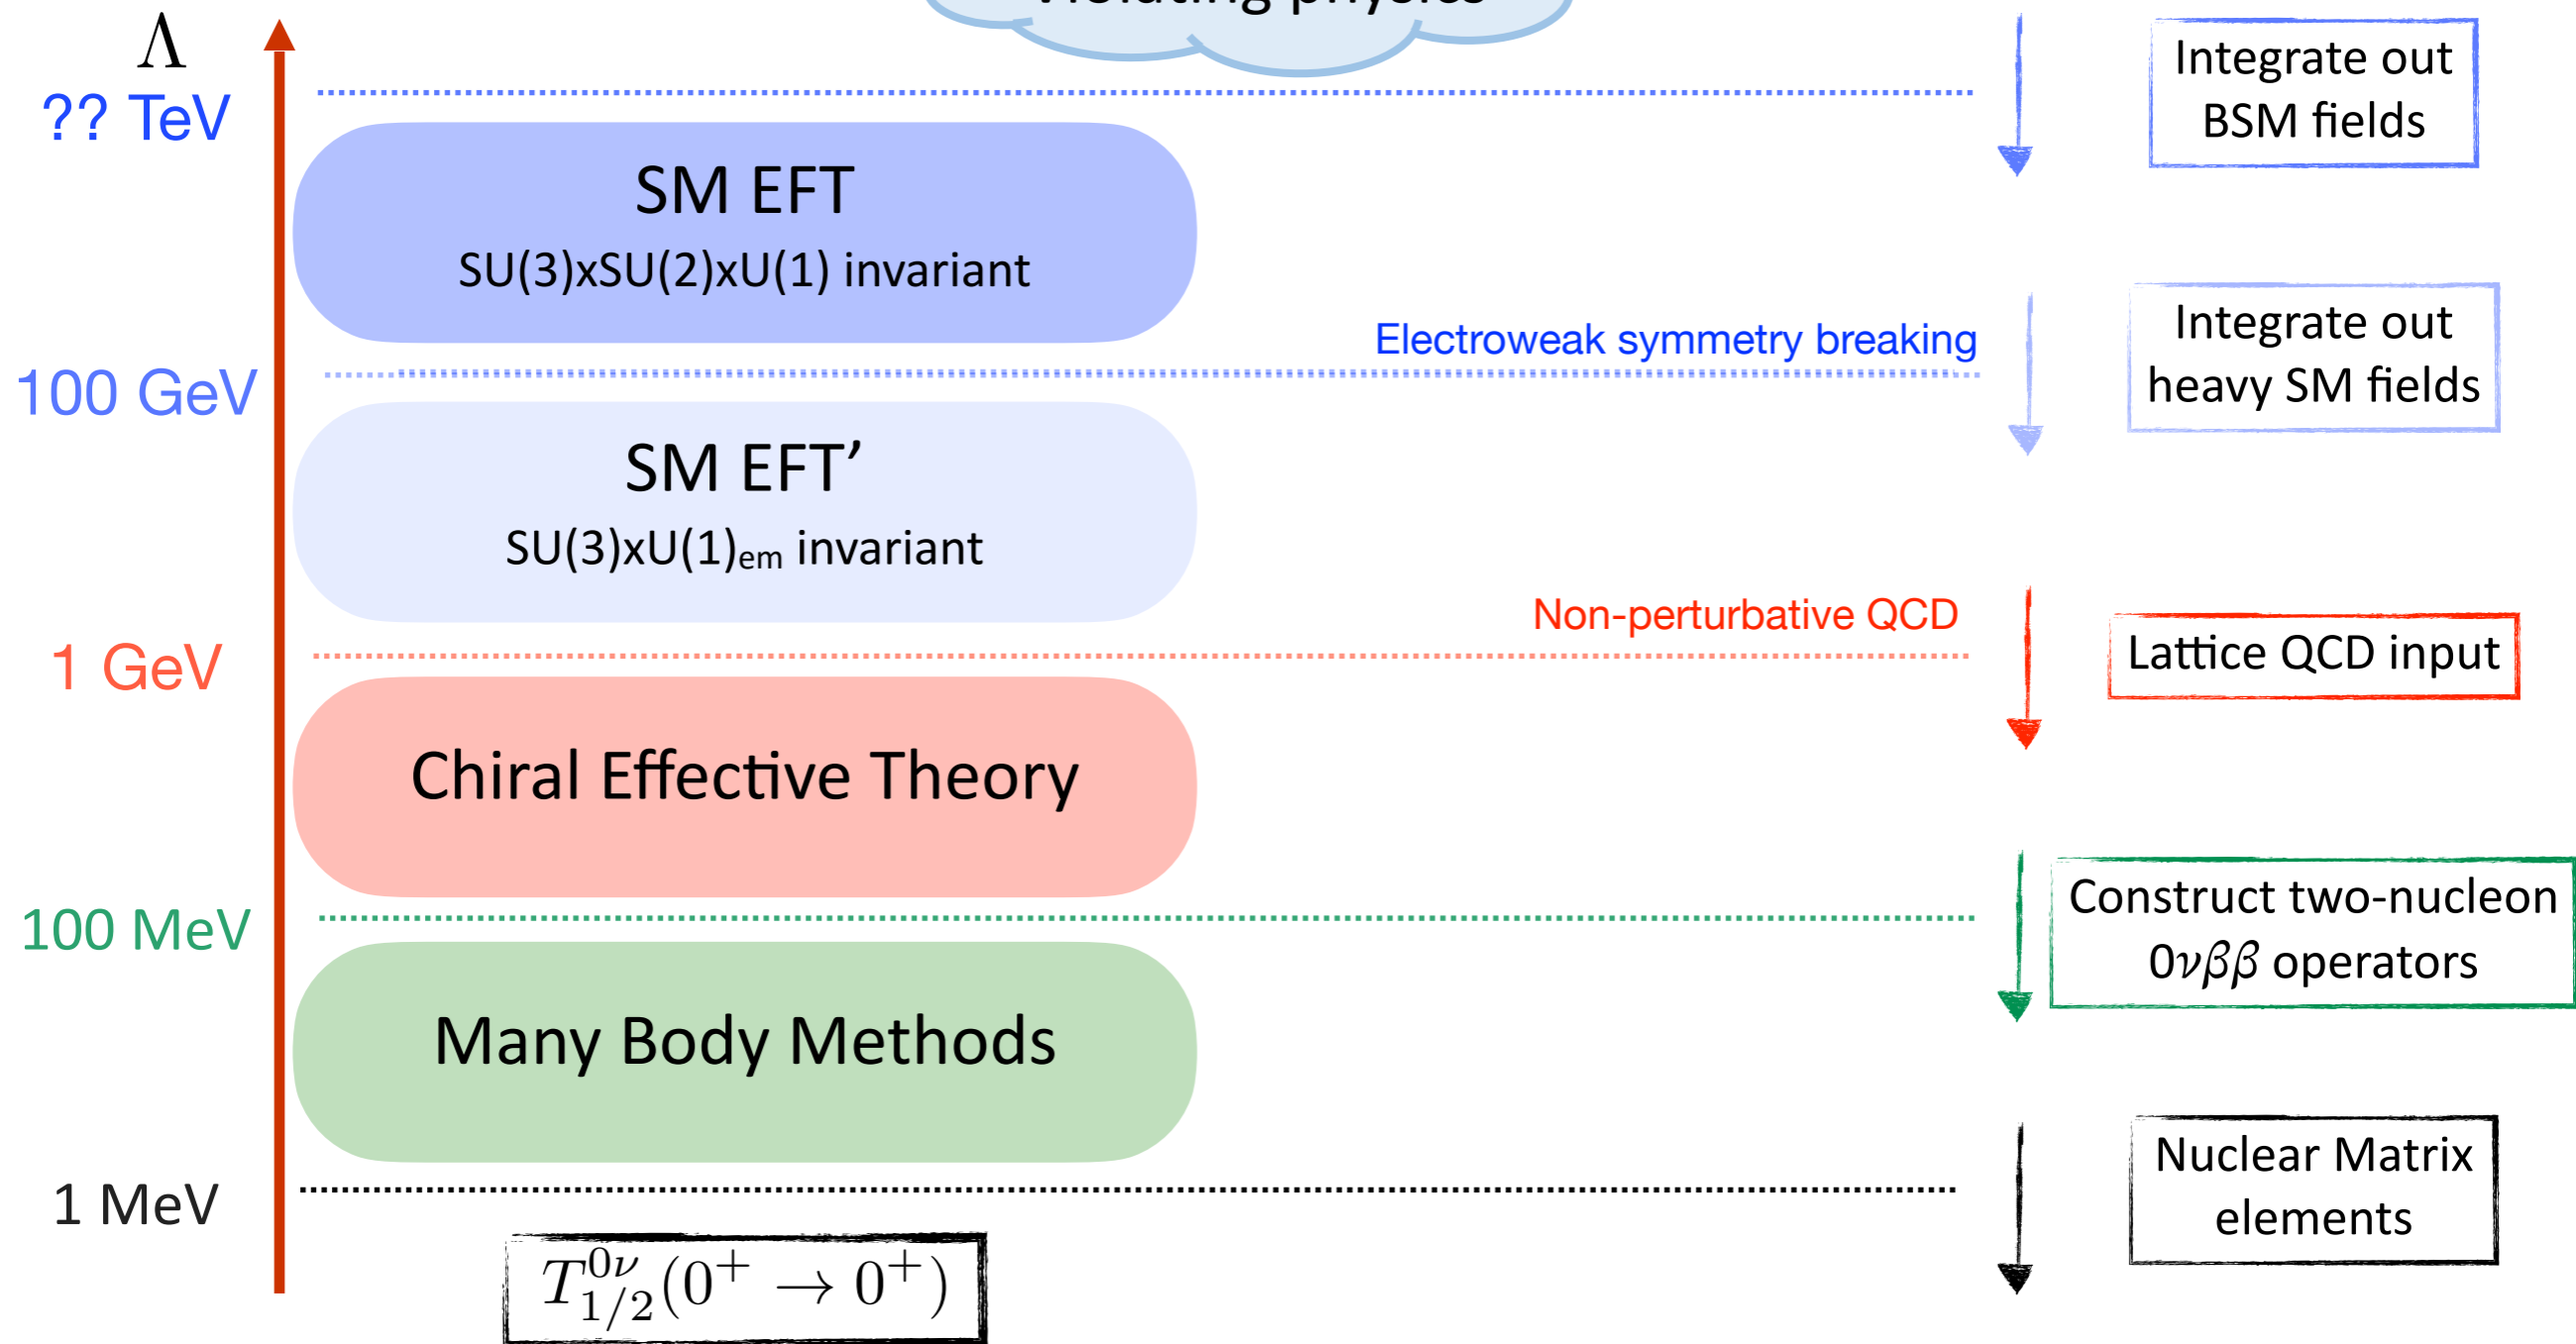 violating physics
Λ
?? TeV
Integrate out
BSM fields
SM EFT
SU(3)xSU(2)xU(1) invariant
Electroweak symmetry breaking
100 GeV
Integrate out
heavy SM fields
SM EFT’
SU(3)xU(1)em invariant
Non-perturbative QCD
1 GeV
Lattice QCD input
Chiral Effective Theory
100 MeV
Construct two-nucleon
0νββ operators
Many Body Methods
1 MeV
Nuclear Matrix
elements
T^{0ν}_{1/2}(0⁺ → 0⁺)